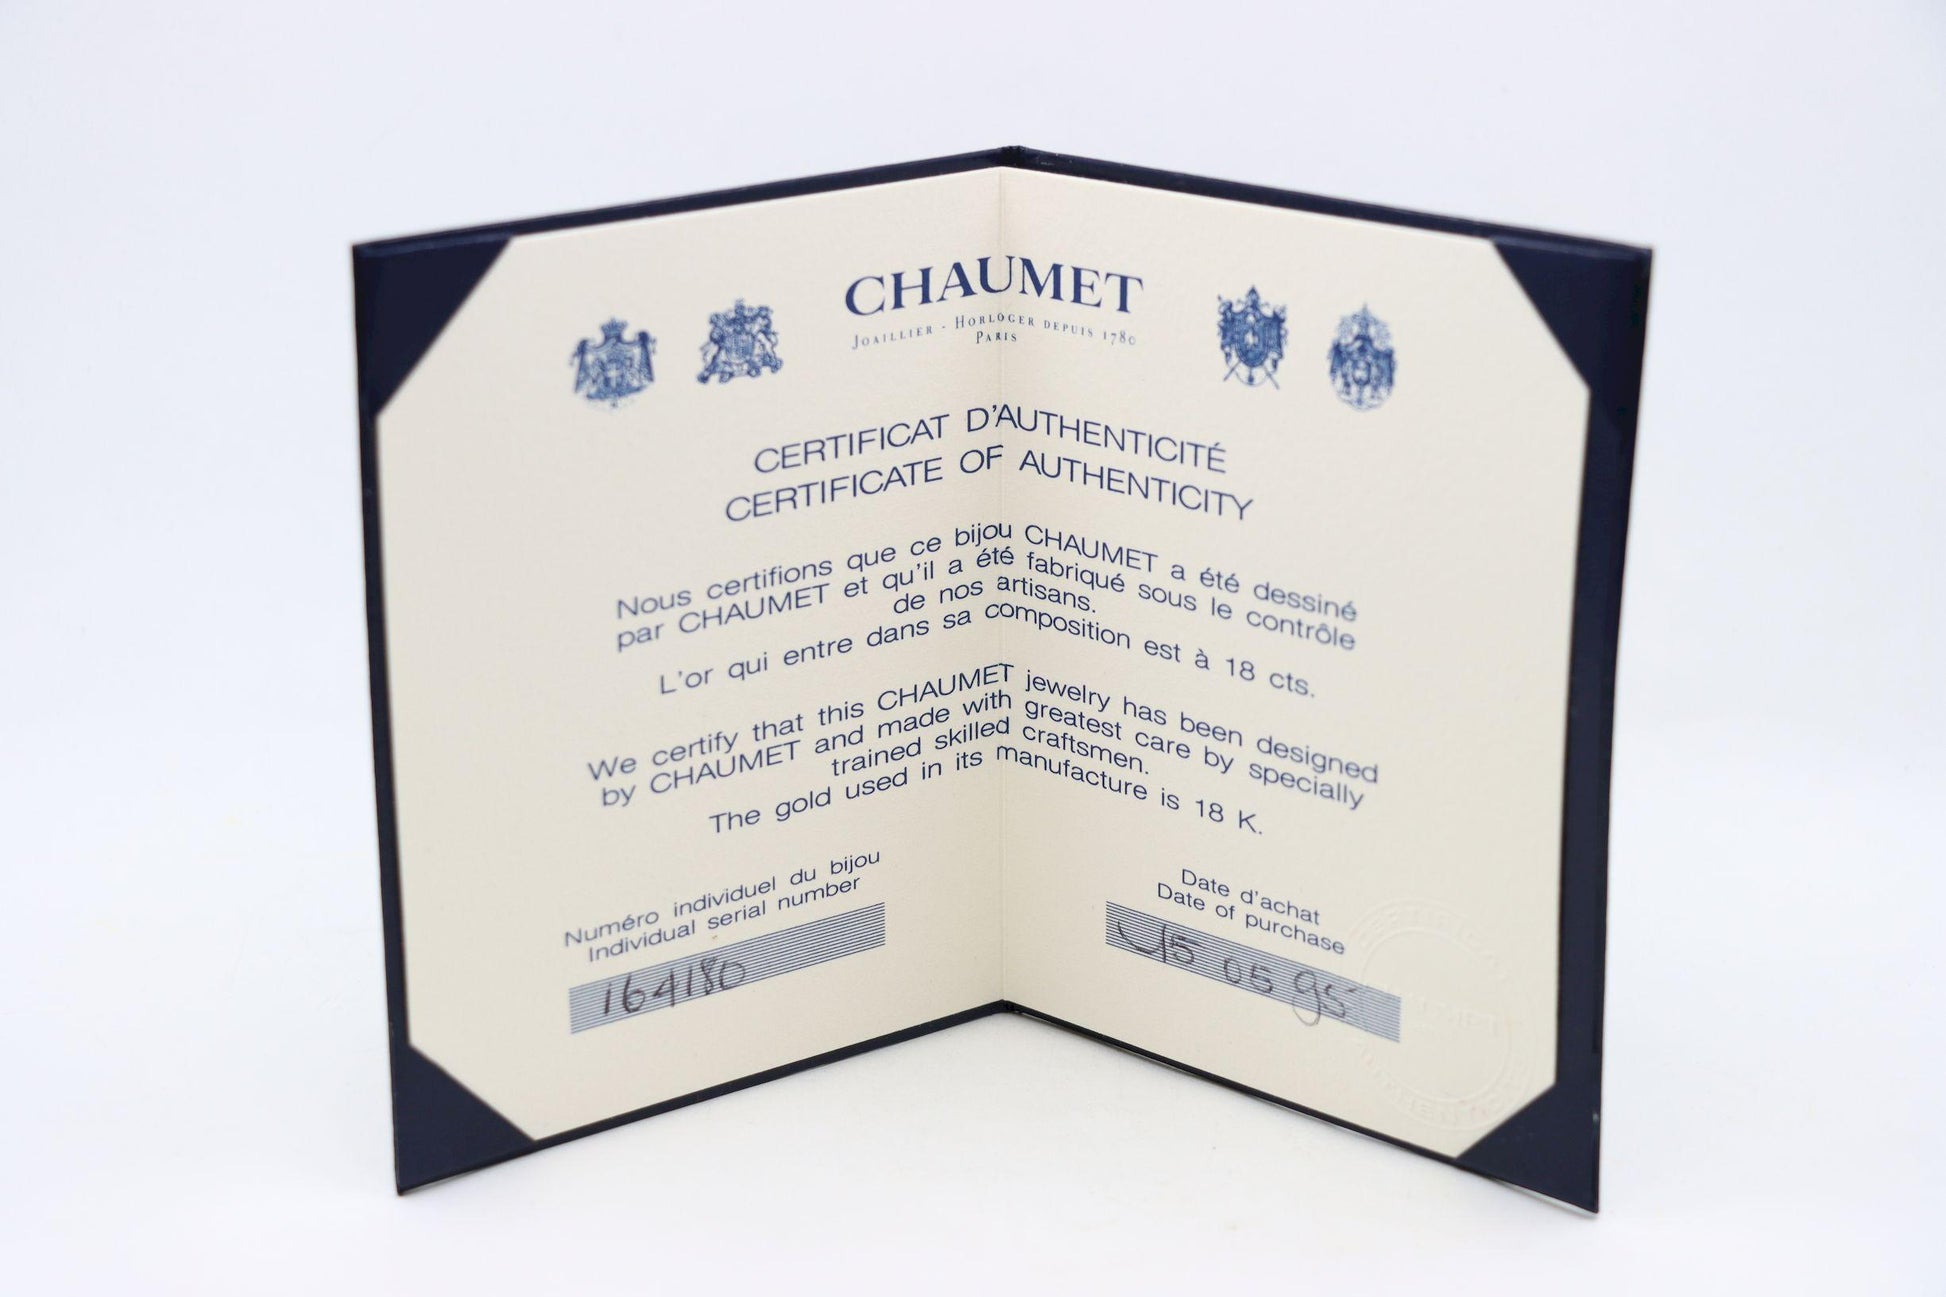 CHAUMET
JOAILLIER - HORLOGER DEPUIS 1780
PARIS
CERTIFICAT D'AUTHENTICITÉ
CERTIFICATE OF AUTHENTICITY
Nous certifions que ce bijou CHAUMET a été dessiné
par CHAUMET et qu'il a été fabriqué sous le contrôle
de nos artisans.
L'or qui entre dans sa composition est à 18 cts.
We certify that this CHAUMET jewelry has been designed
by CHAUMET and made with greatest care by specially
trained skilled craftsmen.
The gold used in its manufacture is 18 K.
Numéro individuel du bijou
Individual serial number
164180
Date d'achat
Date of purchase
05 95